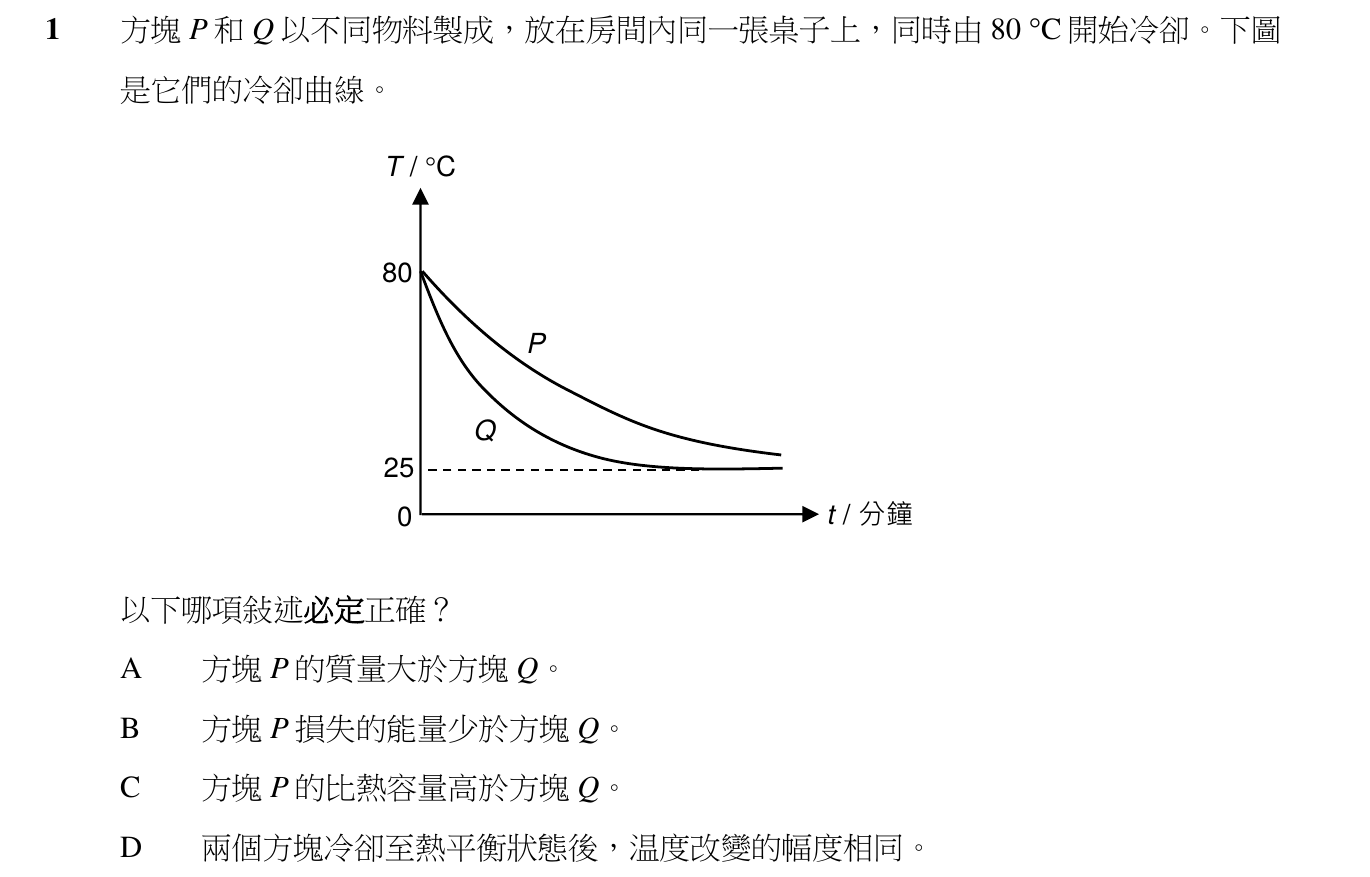 1 方塊 P 和 Q 以不同物料製成，放在房間內同一張桌子上，同時由 80 °C 開始冷卻。下圖
是它們的冷卻曲線。
T / °C
80
P
Q
25
0
t / 分鐘
以下哪項敍述必定正確？
A 方塊 P 的質量大於方塊 Q。
B 方塊 P 損失的能量少於方塊 Q。
C 方塊 P 的比熱容量高於方塊 Q。
D 兩個方塊冷卻至熱平衡狀態後，温度改變的幅度相同。